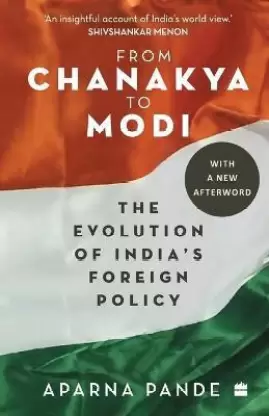 'An insightful account of India's world view.'
SHIVSHANKAR MENON
FROM
CHANAKYA
TO
MODI
WITH
A NEW
AFTERWORD
THE
EVOLUTION
OF INDIA'S
FOREIGN
POLICY
APARNA PANDE